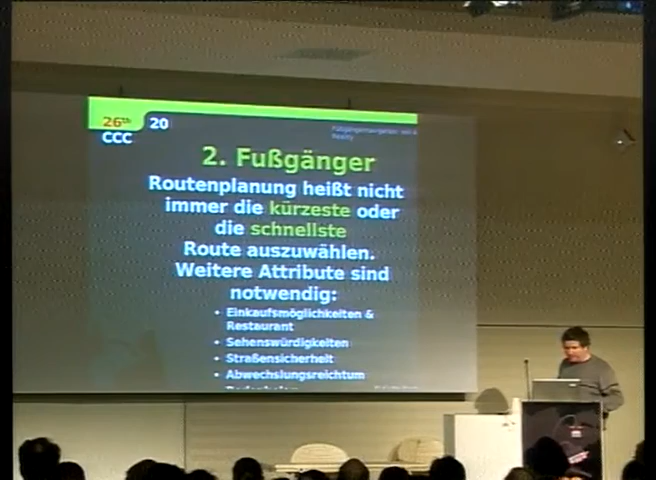 26th
CCC
20
2. Fußgänger
Routenplanung heißt nicht
immer die kürzeste oder
die schnellste
Route auszuwählen.
Weitere Attribute sind
notwendig:
• Einkaufsmöglichkeiten &
Restaurant
• Sehenswürdigkeiten
• Straßensicherheit
• Abwechslungsreichtum